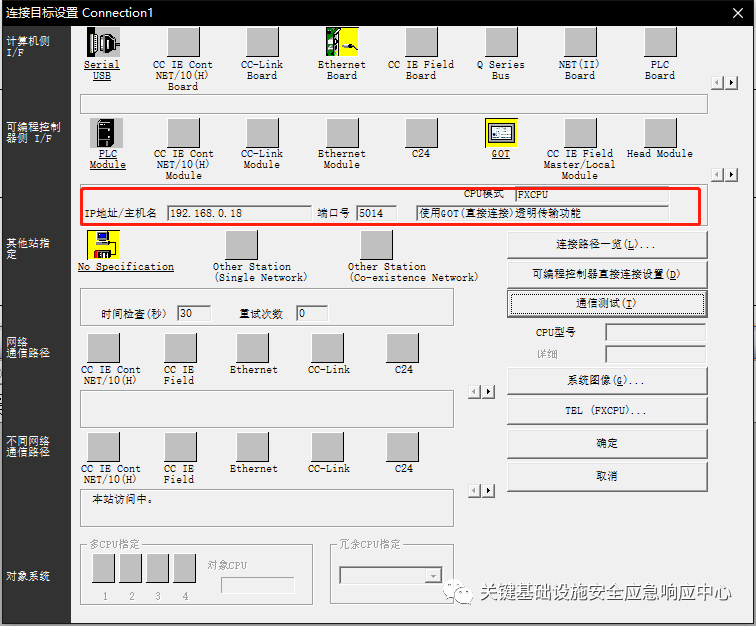 连接目标设置 Connection1
计算机侧
I/F
Serial
USB
CC IE Cont
NET/10(H)
Board
CC-Link
Board
Ethernet
Board
CC IE Field
Board
Q Series
Bus
NET(II)
Board
PLC
Board
可编程控制
器侧 I/F
PLC
Module
CC IE Cont
NET/10(H)
Module
CC-Link
Module
Ethernet
Module
C24
GOT
CC IE Field
Master/Local
Module
Head Module
CPU模式 FXCPU
IP地址/主机名 192.168.0.18 端口号 5014 使用GOT(直接连接)透明传输功能
其他站指
定
No Specification
Other Station
(Single Network)
Other Station
(Co-existence Network)
时间检查(秒) 30 重试次数 0
网络
通信路径
CC IE Cont
NET/10(H)
CC IE
Field
Ethernet
CC-Link
C24
不同网络
通信路径
CC IE Cont
NET/10(H)
CC IE
Field
Ethernet
CC-Link
C24
本站访问中。
连接路径一览(L)...
可编程控制器直接连接设置(D)
通信测试(T)
CPU型号
详细
系统图像(G)...
TEL (FXCPU)...
确定
取消
对象系统
多CPU指定
1 2 3 4
对象CPU
冗余CPU指定
关键基础设施安全应急响应中心